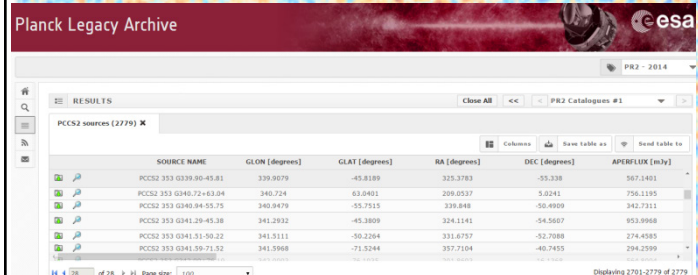 Planck Legacy Archive
esa
PR2 - 2014
RESULTS Close All << < PR2 Catalogues #1 >
PCCS2 sources (2779) ✖
Columns Save table as Send table to
SOURCE NAME GLON [degrees] GLAT [degrees] RA [degrees] DEC [degrees] APERFLUX [mJy]
PCCS2 353 G339.90-45.81 339.9079 -45.8189 325.3783 -55.338 567.1401
PCCS2 353 G340.72+63.04 340.724 63.0401 209.0537 5.0241 756.1195
PCCS2 353 G340.94-55.75 340.9479 -55.7515 339.848 -50.4909 342.7311
PCCS2 353 G341.29-45.38 341.2932 -45.3809 324.1141 -54.5607 953.9968
PCCS2 353 G341.51-50.22 341.5111 -50.2264 331.6757 -52.7088 274.4585
PCCS2 353 G341.59-71.52 341.5968 -71.5244 357.7104 -40.7455 294.2599
28 of 28 Page size: 100 Displaying 2701-2779 of 2779